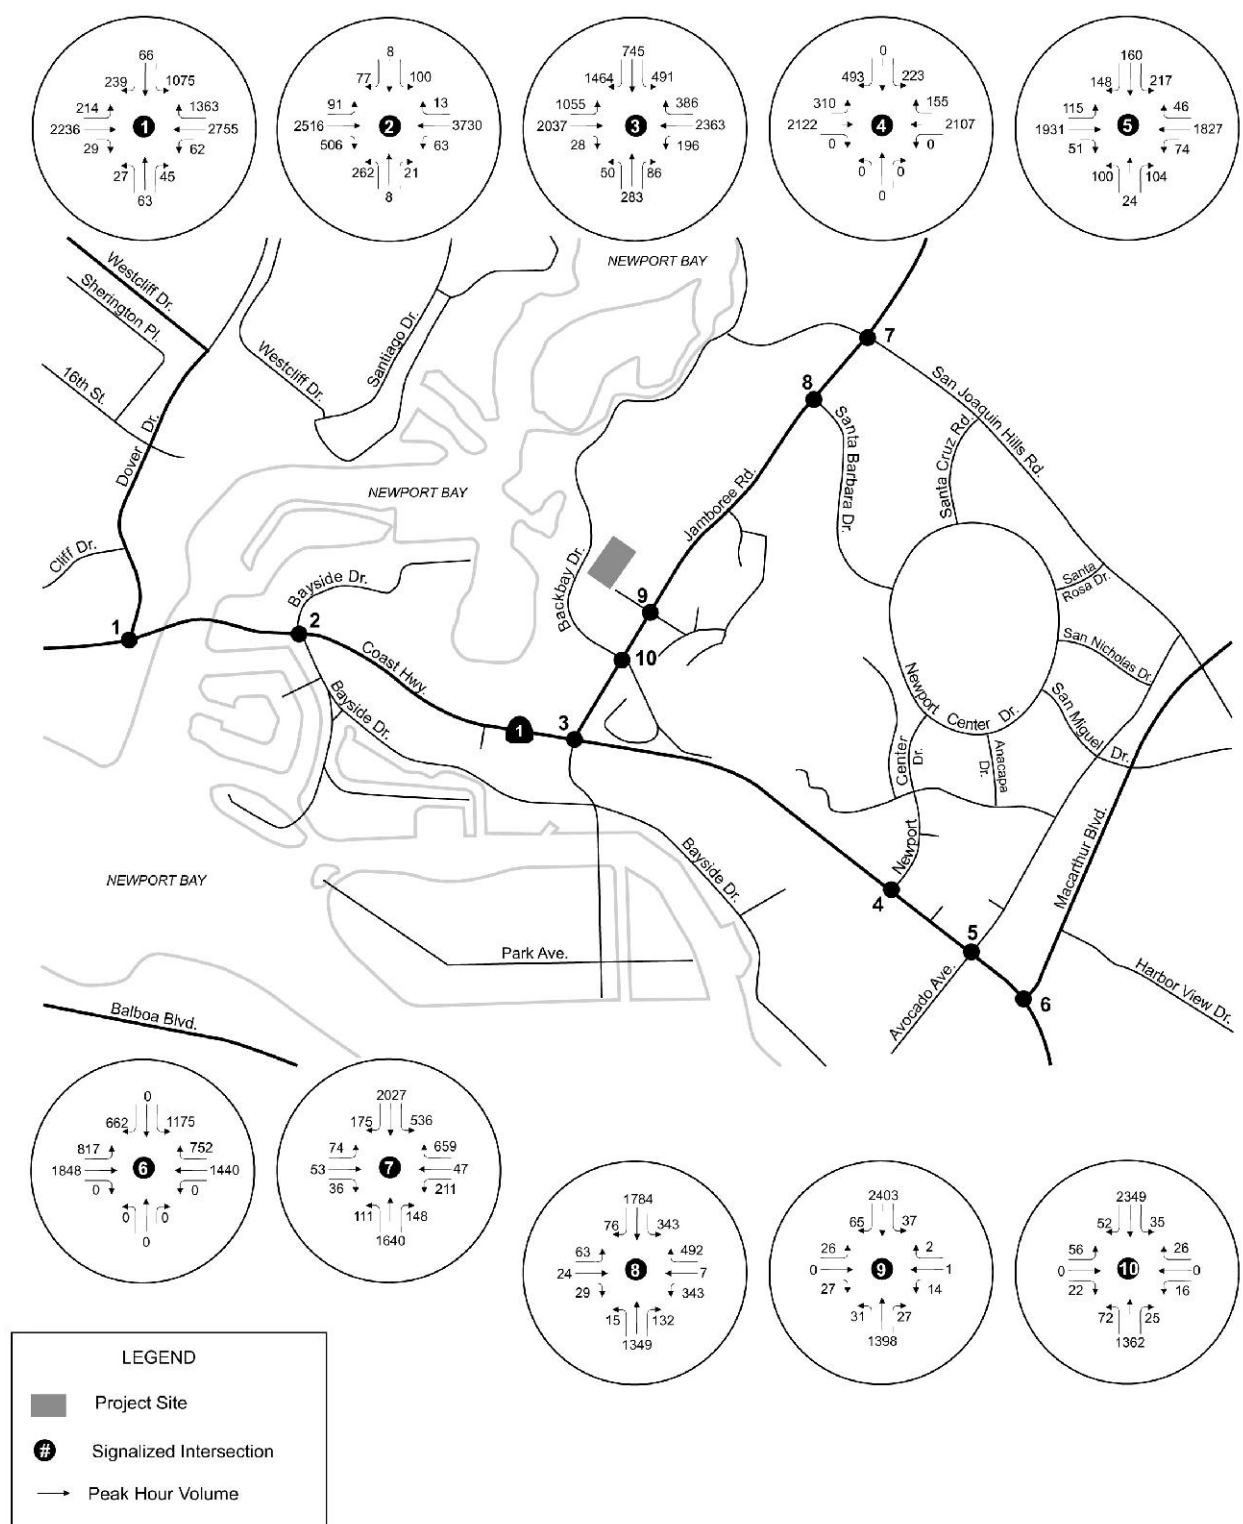 66
239 1075
214 1363
2236 1 2755
29 62
27 45
63
8
77 100
91 13
2516 2 3730
506 63
262 21
8
745
1464 491
1055 386
2037 3 2363
28 196
50 86
283
0
493 223
310 155
2122 4 2107
0 0
0 0
0
160
148 217
115 46
1931 5 1827
51 74
100 104
24
NEWPORT BAY
Westcliff Dr.
Sherington Pl.
16th St.
Dover Dr.
Cliff Dr.
Westcliff Dr.
Santiago Dr.
NEWPORT BAY
7
8
San Joaquin Hills Rd.
Santa Cruz Rd.
Santa Barbara Dr.
Jamboree Rd.
Backbay Dr.
9
10
Santa
Rosa Dr.
San Nicholas Dr.
San Miguel Dr.
Newport Center Dr.
Anacapa
Dr.
Center
Dr.
Newport
1
2
Bayside Dr.
Coast Hwy.
Bayside Dr.
1
3
Bayside Dr.
Macarthur Blvd.
4
5
6
Avocado Ave.
Harbor View Dr.
NEWPORT BAY
Park Ave.
Balboa Blvd.
0
662 1175
817 752
1848 6 1440
0 0
0 0
0
2027
175 536
74 659
53 7 47
36 211
111 148
1640
1784
76 343
63 492
24 8 7
29 343
15 132
1349
2403
65 37
26 2
0 9 1
27 14
31 27
1398
2349
52 35
56 26
0 10 0
22 16
72 25
1362
LEGEND
Project Site
# Signalized Intersection
Peak Hour Volume